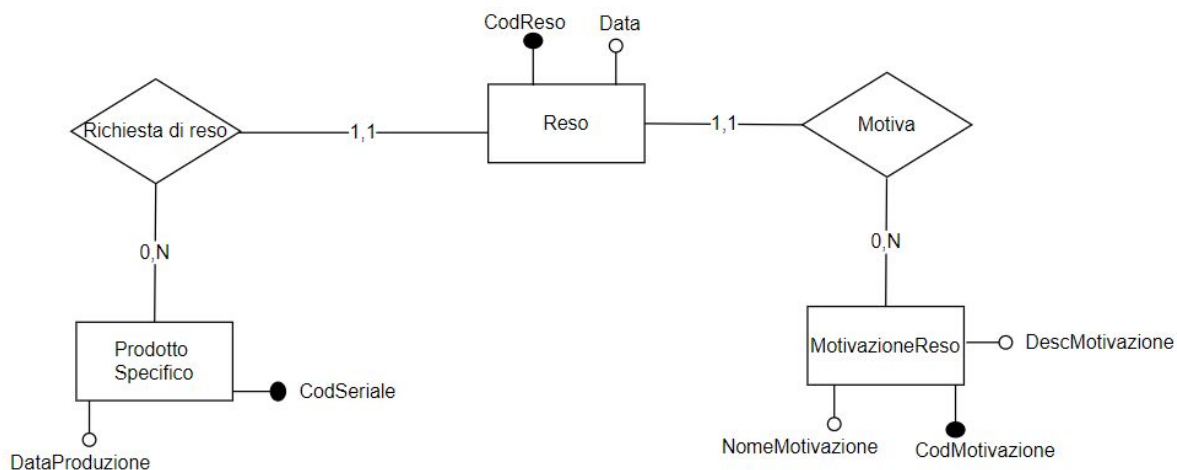 CodReso
Data
Richiesta di reso
1,1
Reso
1,1
Motiva
0,N
0,N
Prodotto
Specifico
CodSeriale
DataProduzione
MotivazioneReso
DescMotivazione
NomeMotivazione
CodMotivazione